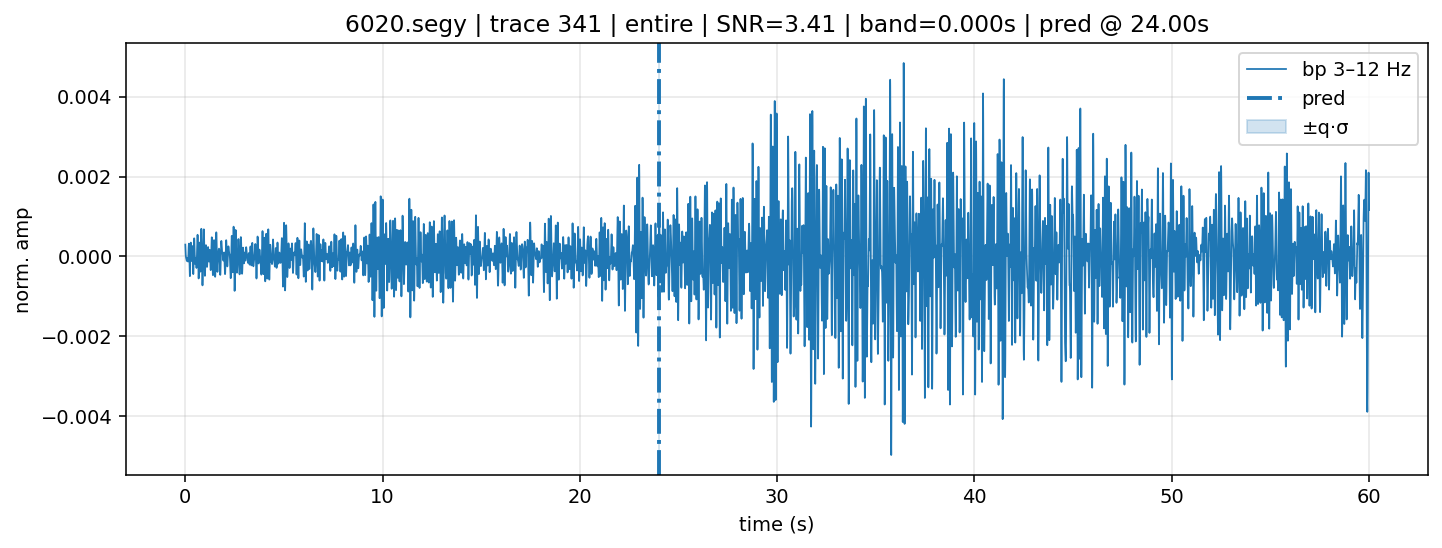 6020.segy | trace 341 | entire | SNR=3.41 | band=0.000s | pred @ 24.00s
bp 3–12 Hz
pred
±q·σ
norm. amp
0.004
0.002
0.000
−0.002
−0.004
0 10 20 30 40 50 60
time (s)